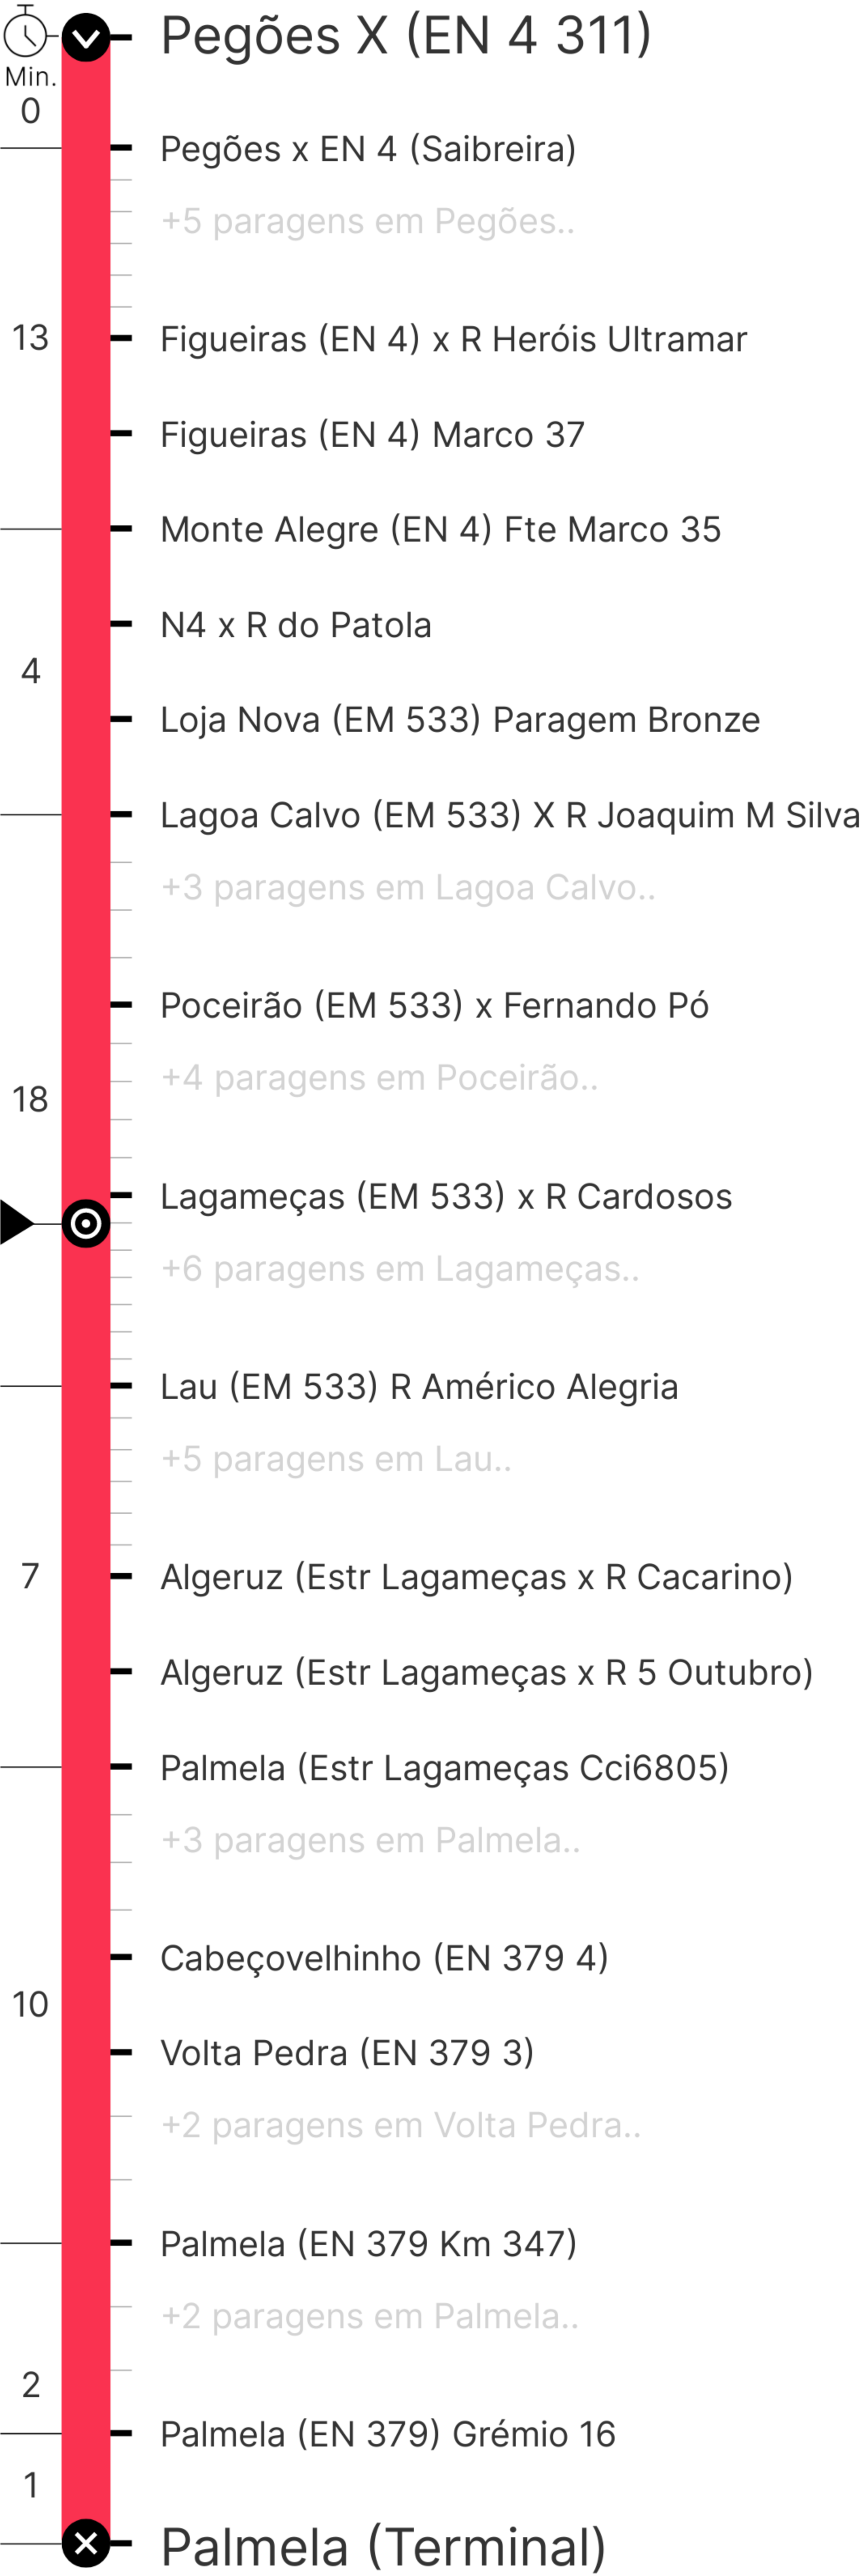 Pegões X (EN 4 311)
Min.
0
Pegões x EN 4 (Saibreira)
+5 paragens em Pegões..
13
Figueiras (EN 4) x R Heróis Ultramar
Figueiras (EN 4) Marco 37
Monte Alegre (EN 4) Fte Marco 35
N4 x R do Patola
4
Loja Nova (EM 533) Paragem Bronze
Lagoa Calvo (EM 533) X R Joaquim M Silva
+3 paragens em Lagoa Calvo..
Poceirão (EM 533) x Fernando Pó
+4 paragens em Poceirão..
18
Lagameças (EM 533) x R Cardosos
+6 paragens em Lagameças..
Lau (EM 533) R Américo Alegria
+5 paragens em Lau..
7
Algeruz (Estr Lagameças x R Cacarino)
Algeruz (Estr Lagameças x R 5 Outubro)
Palmela (Estr Lagameças Cci6805)
+3 paragens em Palmela..
Cabeçovelhinho (EN 379 4)
10
Volta Pedra (EN 379 3)
+2 paragens em Volta Pedra..
Palmela (EN 379 Km 347)
+2 paragens em Palmela..
2
Palmela (EN 379) Grémio 16
1
Palmela (Terminal)